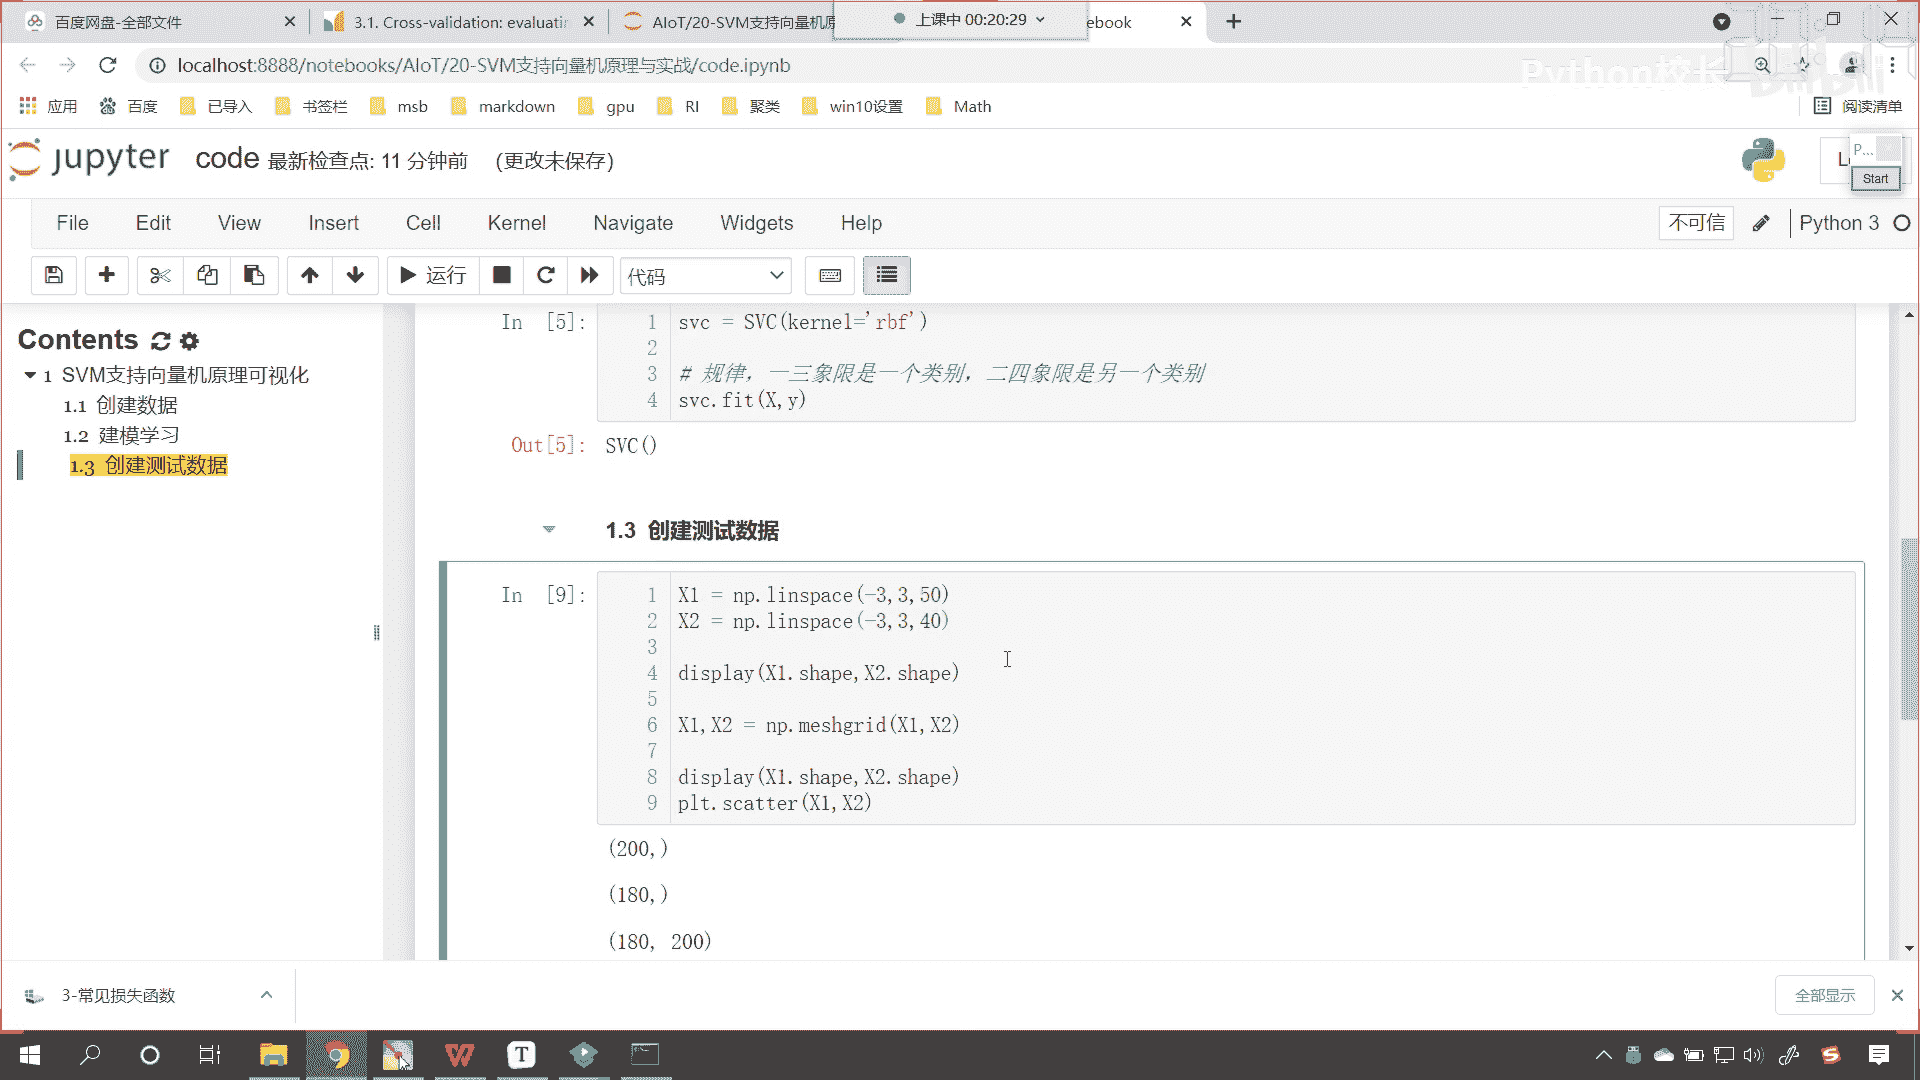 百度网盘-全部文件
3.1. Cross-validation: evaluatin
AIoT/20-SVM支持向量机原
上课中 00:20:29
ebook
localhost:8888/notebooks/AIoT/20-SVM支持向量机原理与实战/code.ipynb
Python校长
bilibili
应用
百度
已导入
书签栏
msb
markdown
gpu
RI
聚类
win10设置
Math
阅读清单
jupyter
code 最新检查点: 11 分钟前 (更改未保存)
P...
Start
File Edit View Insert Cell Kernel Navigate Widgets Help
不可信
Python 3
运行
代码
Contents
1 SVM支持向量机原理可视化
1.1 创建数据
1.2 建模学习
1.3 创建测试数据
In [5]:
1 svc = SVC(kernel='rbf')
2
3 # 规律，一三象限是一个类别，二四象限是另一个类别
4 svc.fit(X,y)
Out[5]: SVC()
1.3 创建测试数据
In [9]:
1 X1 = np.linspace(-3,3,50)
2 X2 = np.linspace(-3,3,40)
3
4 display(X1.shape,X2.shape)
5
6 X1,X2 = np.meshgrid(X1,X2)
7
8 display(X1.shape,X2.shape)
9 plt.scatter(X1,X2)
(200,)
(180,)
(180, 200)
3-常见损失函数
全部显示